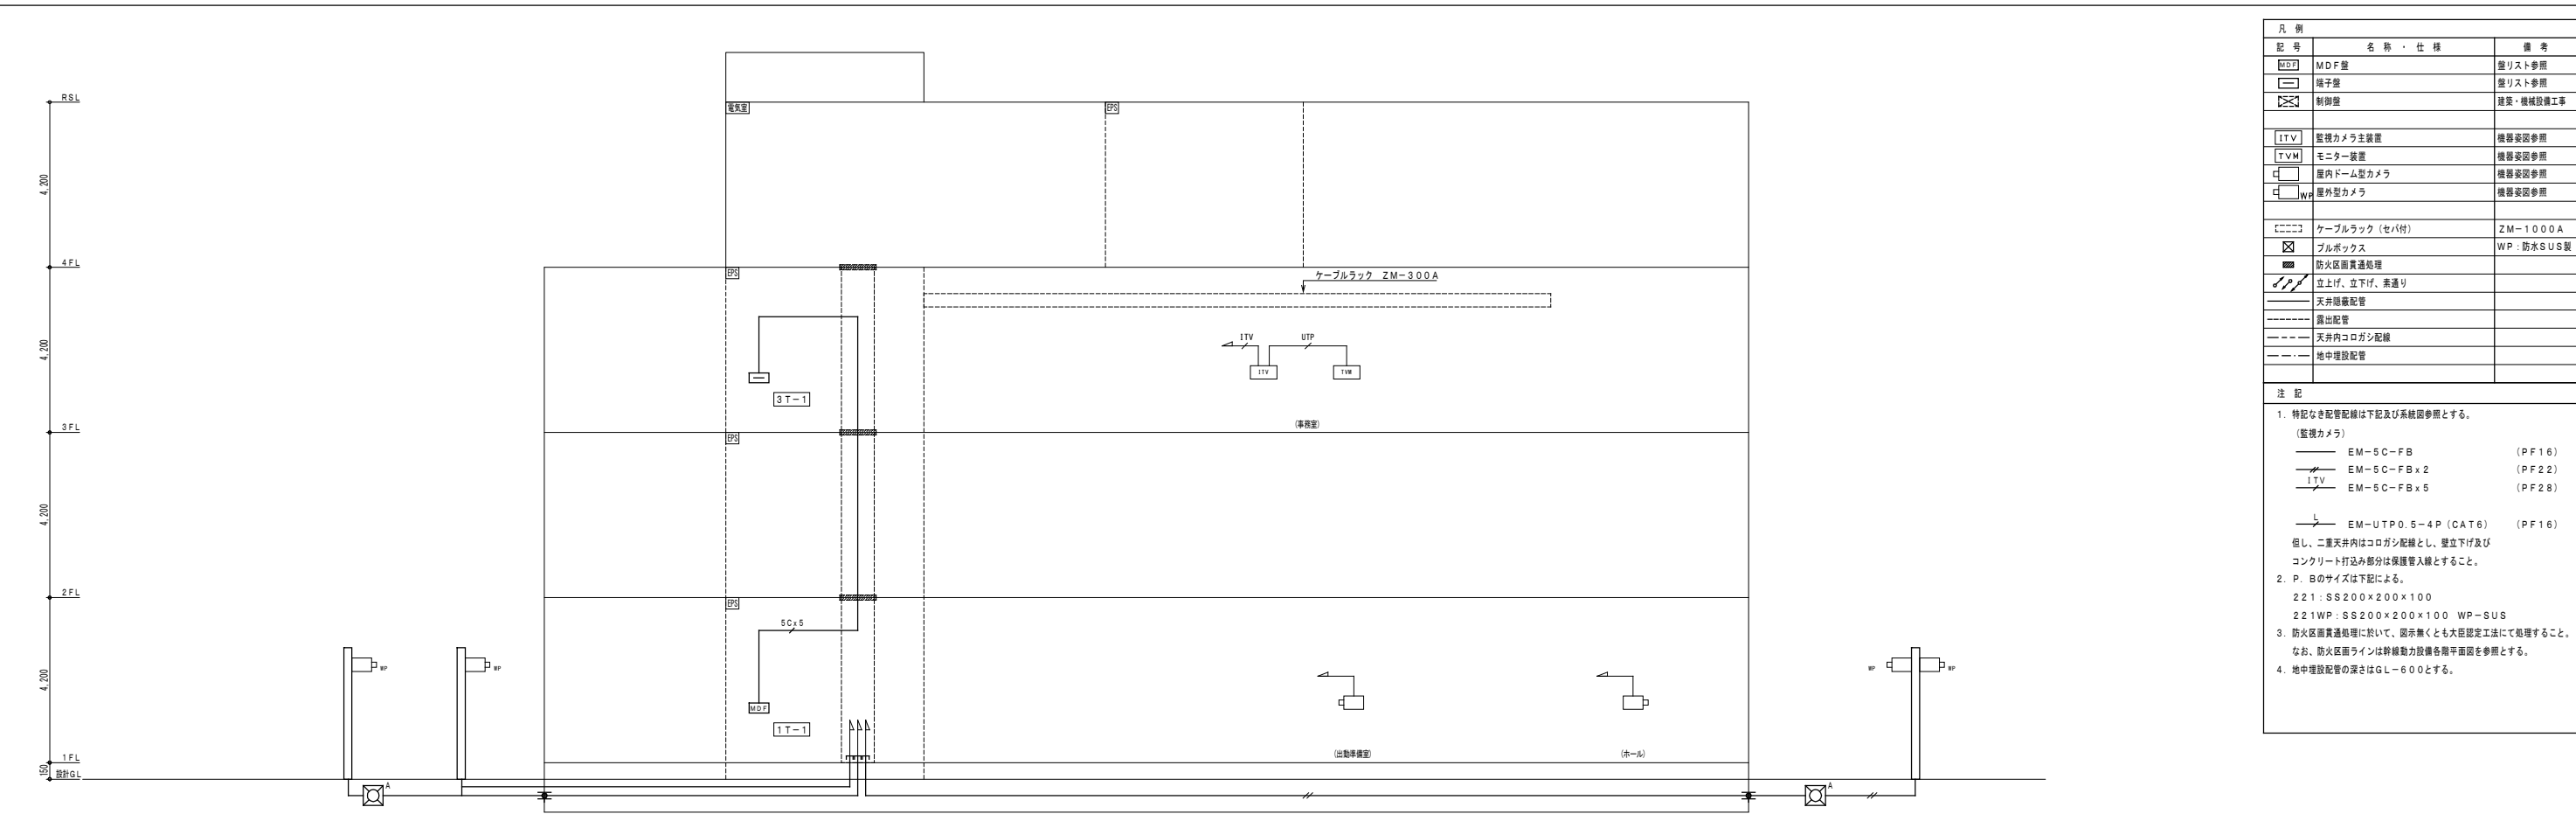 RSL
4FL
3FL
2FL
1FL
設計GL
4,200
4,200
4,200
4,200
150
電気室
EPS
EPS
ケーブルラック ZM-300A
ITV
UTP
ITV
TVM
3T-1
(事務室)
EPS
EPS
5Cx5
MDF
1T-1
(出動準備室)
(ホール)
WP
WP
WP
WP
A
A
凡 例
記 号 名 称 ・ 仕 様 備 考
MDF MDF盤 盤リスト参照
端子盤 盤リスト参照
制御盤 建築・機械設備工事
ITV 監視カメラ主装置 機器姿図参照
TVM モニター装置 機器姿図参照
屋内ドーム型カメラ 機器姿図参照
WP 屋外型カメラ 機器姿図参照
ケーブルラック(セパ付) ZM-1000A
プルボックス WP:防水SUS製
防火区画貫通処理
立上げ、立下げ、素通り
天井隠蔽配管
露出配管
天井内コロガシ配線
地中埋設配管
注 記
1. 特記なき配管配線は下記及び系統図参照とする。
(監視カメラ)
EM-5C-FB (PF16)
EM-5C-FBx2 (PF22)
ITV EM-5C-FBx5 (PF28)
L EM-UTP0.5-4P(CAT6) (PF16)
但し、二重天井内はコロガシ配線とし、壁立下げ及び
コンクリート打込み部分は保護管入線とすること。
2. P.Bのサイズは下記による。
221:SS200×200×100
221WP:SS200×200×100 WP-SUS
3. 防火区画貫通処理に於いて、図示無くとも大臣認定工法にて処理すること。
なお、防火区画ラインは幹線動力設備各階平面図を参照とする。
4. 地中埋設配管の深さはGL-600とする。